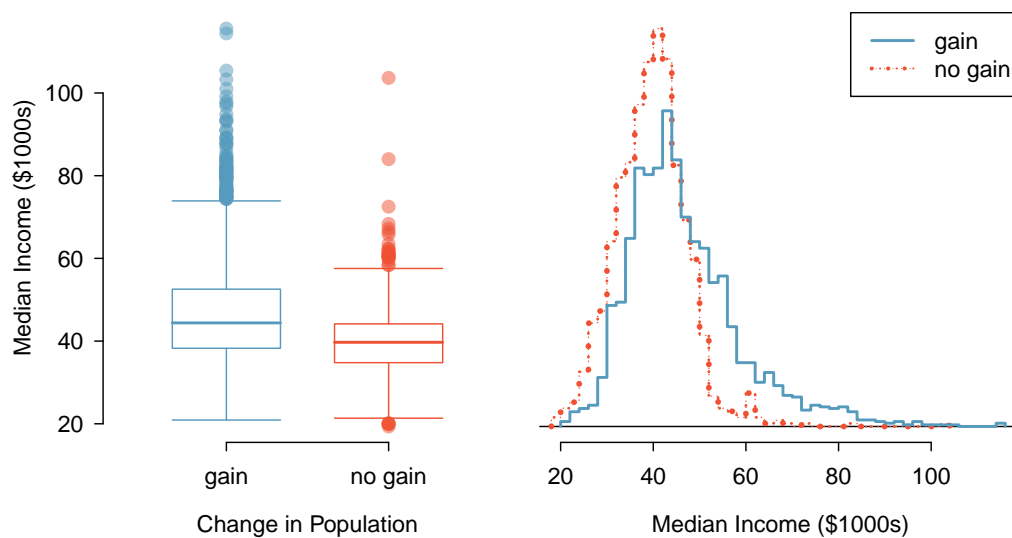 Median Income ($1000s)
100
80
60
40
20
gain
no gain
Change in Population
gain
no gain
20
40
60
80
100
Median Income ($1000s)